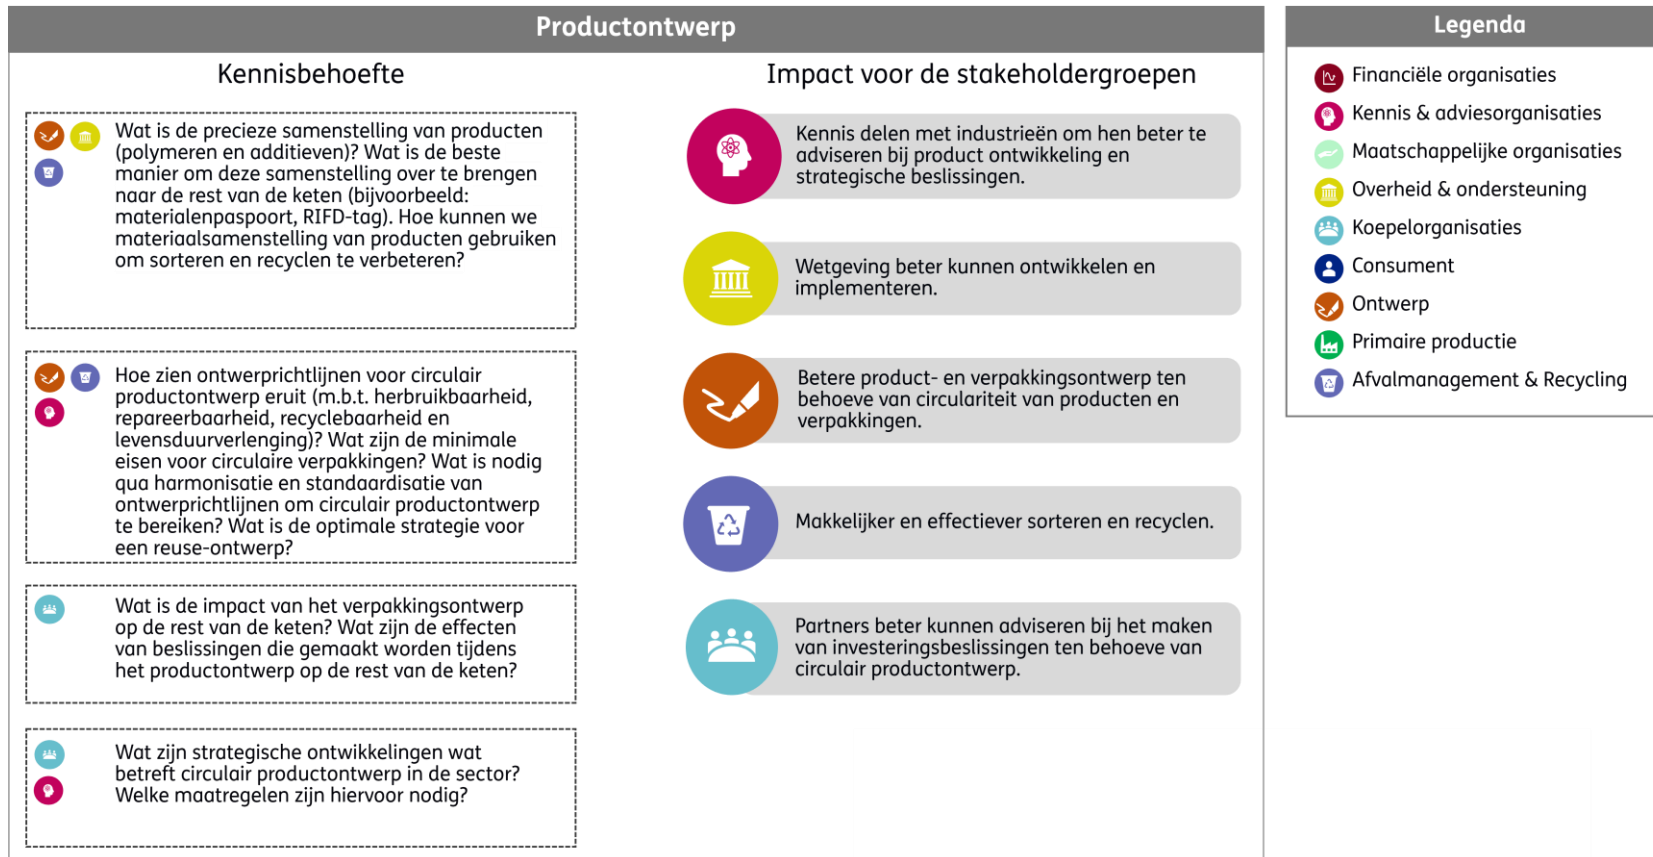 Productontwerp
Kennisbehoefte
Wat is de precieze samenstelling van producten
(polymeren en additieven)? Wat is de beste
manier om deze samenstelling over te brengen
naar de rest van de keten (bijvoorbeeld:
materialenpaspoort, RIFD-tag). Hoe kunnen we
materiaalsamenstelling van producten gebruiken
om sorteren en recyclen te verbeteren?
Hoe zien ontwerprichtlijnen voor circulair
productontwerp eruit (m.b.t. herbruikbaarheid,
repareerbaarheid, recyclebaarheid en
levensduurverlenging)? Wat zijn de minimale
eisen voor circulaire verpakkingen? Wat is nodig
qua harmonisatie en standaardisatie van
ontwerprichtlijnen om circulair productontwerp
te bereiken? Wat is de optimale strategie voor
een reuse-ontwerp?
Wat is de impact van het verpakkingsontwerp
op de rest van de keten? Wat zijn de effecten
van beslissingen die gemaakt worden tijdens
het productontwerp op de rest van de keten?
Wat zijn strategische ontwikkelingen wat
betreft circulair productontwerp in de sector?
Welke maatregelen zijn hiervoor nodig?
Impact voor de stakeholdergroepen
Kennis delen met industrieën om hen beter te
adviseren bij product ontwikkeling en
strategische beslissingen.
Wetgeving beter kunnen ontwikkelen en
implementeren.
Betere product- en verpakkingsontwerp ten
behoeve van circulariteit van producten en
verpakkingen.
Makkelijker en effectiever sorteren en recyclen.
Partners beter kunnen adviseren bij het maken
van investeringsbeslissingen ten behoeve van
circulair productontwerp.
Legenda
Financiële organisaties
Kennis & adviesorganisaties
Maatschappelijke organisaties
Overheid & ondersteuning
Koepelorganisaties
Consument
Ontwerp
Primaire productie
Afvalmanagement & Recycling